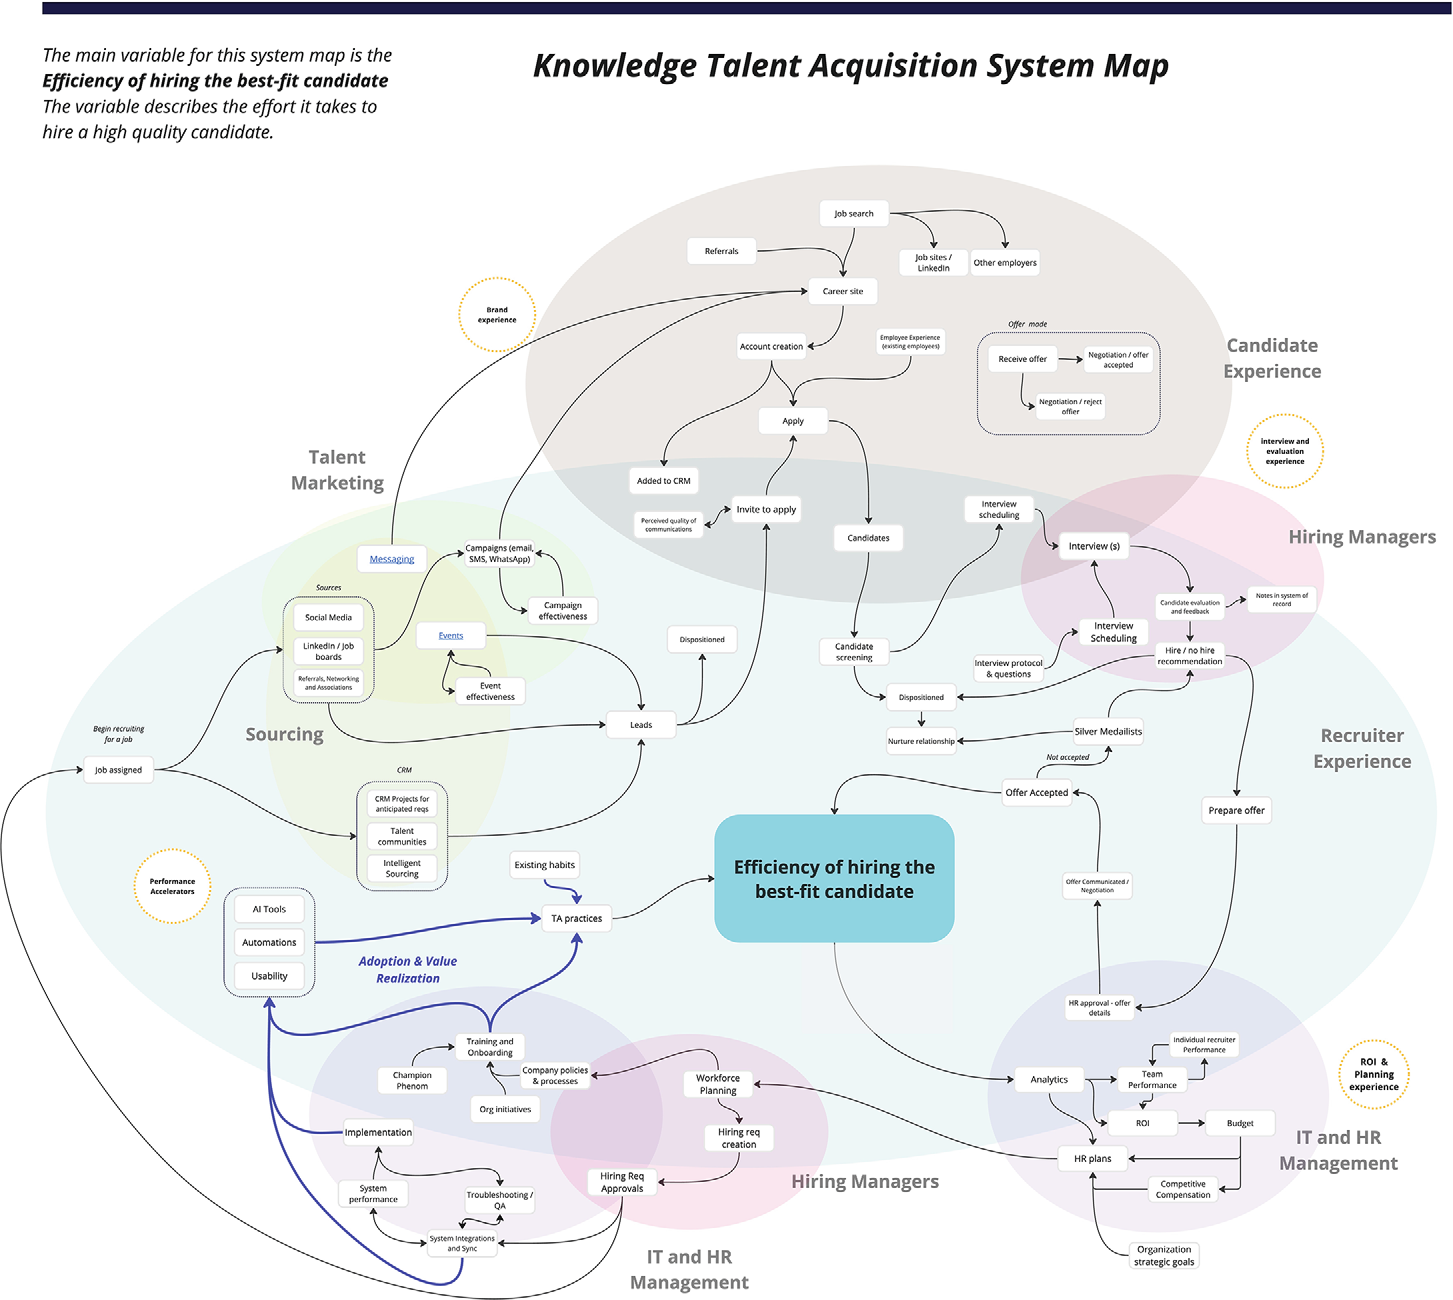 The main variable for this system map is the
Efficiency of hiring the best-fit candidate
The variable describes the effort it takes to
hire a high quality candidate.
Knowledge Talent Acquisition System Map
Job search
Referrals
Job sites /
LinkedIn
Other employers
Career site
Brand
experience
Account creation
Employee Experience
(existing employees)
Offer made
Receive offer
Negotiation / offer
accepted
Negotiation / reject
offier
Candidate
Experience
Apply
Interview and
evaluation
experience
Talent
Marketing
Added to CRM
Invite to apply
Perceived quality of
communications
Candidates
Interview
scheduling
Interview (s)
Hiring Managers
Messaging
Campaigns (email,
SMS, WhatsApp)
Campaign
effectiveness
Sources
Social Media
LinkedIn / Job
boards
Referrals, Networking
and Associations
Events
Event
effectiveness
Dispositioned
Candidate
screening
Candidate evaluation
and feedback
Notes in system of
record
Interview
Scheduling
Interview protocol
& questions
Hire / no hire
recommendation
Dispositioned
Nurture relationship
Silver Medailists
Not accepted
Leads
Sourcing
Begin recruiting
for a job
Job assigned
Recruiter
Experience
CRM
CRM Projects for
anticipated reqs
Talent
communities
Intelligent
Sourcing
Offer Accepted
Prepare offer
Efficiency of hiring the
best-fit candidate
Existing habits
TA practices
Performance
Accelerators
AI Tools
Automations
Usability
Adoption & Value
Realization
Offer Communicated /
Negotiation
HR approval - offer
details
Training and
Onboarding
Champion
Phenom
Company policies
& processes
Org initiatives
Workforce
Planning
Hiring req
creation
Hiring Req
Approvals
Hiring Managers
Implementation
System
performance
Troubleshooting /
QA
System Integrations
and Sync
IT and HR
Management
Analytics
Individual recruiter
Performance
Team
Performance
ROI
Budget
HR plans
Competitive
Compensation
Organization
strategic goals
ROI &
Planning
experience
IT and HR
Management